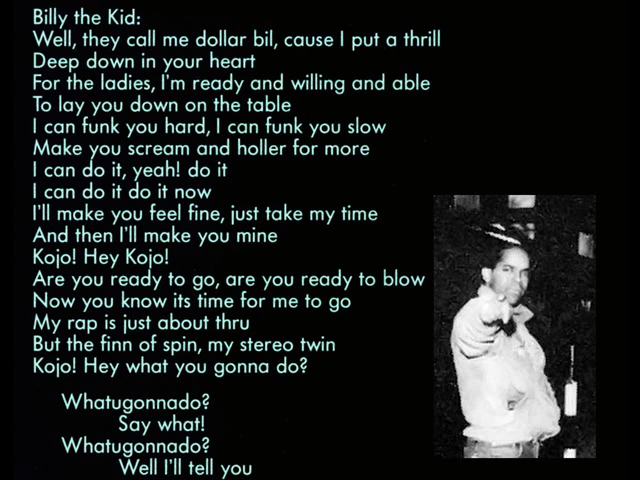 Billy the Kid:
Well, they call me dollar bil, cause I put a thrill
Deep down in your heart
For the ladies, I'm ready and willing and able
To lay you down on the table
I can funk you hard, I can funk you slow
Make you scream and holler for more
I can do it, yeah! do it
I can do it do it now
I'll make you feel fine, just take my time
And then I'll make you mine
Kojo! Hey Kojo!
Are you ready to go, are you ready to blow
Now you know its time for me to go
My rap is just about thru
But the finn of spin, my stereo twin
Kojo! Hey what you gonna do?
Whatugonnado?
Say what!
Whatugonnado?
Well I'll tell you